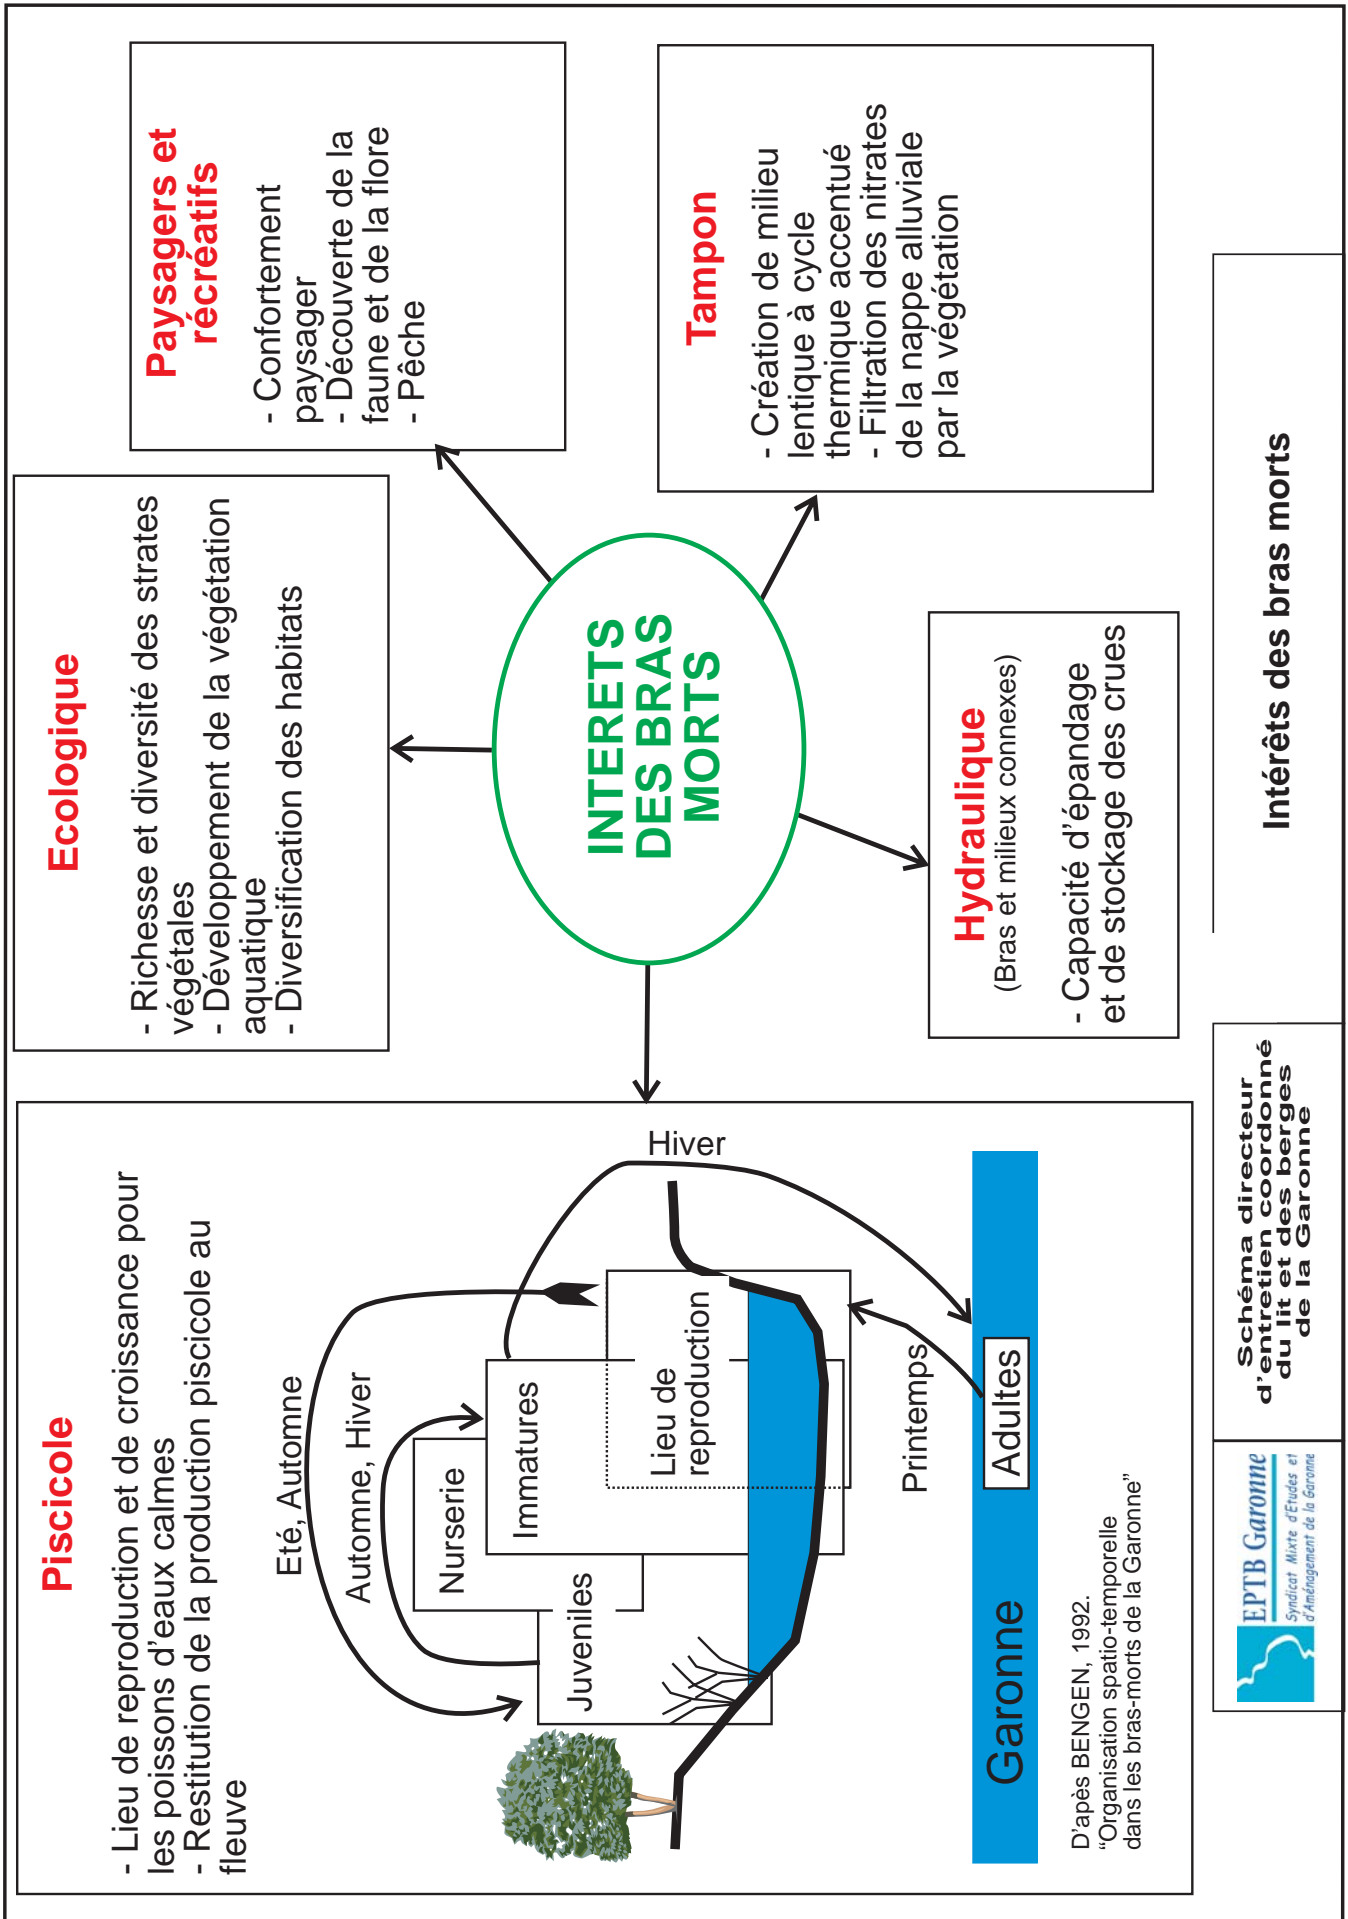 Piscicole
- Lieu de reproduction et de croissance pour
les poissons d'eaux calmes
- Restitution de la production piscicole au
fleuve
Eté, Automne
Automne, Hiver
Nurserie
Immatures
Juveniles
Lieu de
reproduction
Hiver
Printemps
Adultes
Garonne
D'après BENGEN, 1992.
“Organisation spatio-temporelle
dans les bras-morts de la Garonne”
Ecologique
- Richesse et diversité des strates
végétales
- Développement de la végétation
aquatique
- Diversification des habitats
Paysagers et
récréatifs
- Confortement
paysager
- Découverte de la
faune et de la flore
- Pêche
INTERETS
DES BRAS
MORTS
Hydraulique
(Bras et milieux connexes)
- Capacité d'épandage
et de stockage des crues
Tampon
- Création de milieu
lentique à cycle
thermique accentué
- Filtration des nitrates
de la nappe alluviale
par la végétation
EPTB Garonne
Syndicat Mixte d'Etudes et
d'Aménagement de la Garonne
Schéma directeur
d'entretien coordonné
du lit et des berges
de la Garonne
Intérêts des bras morts